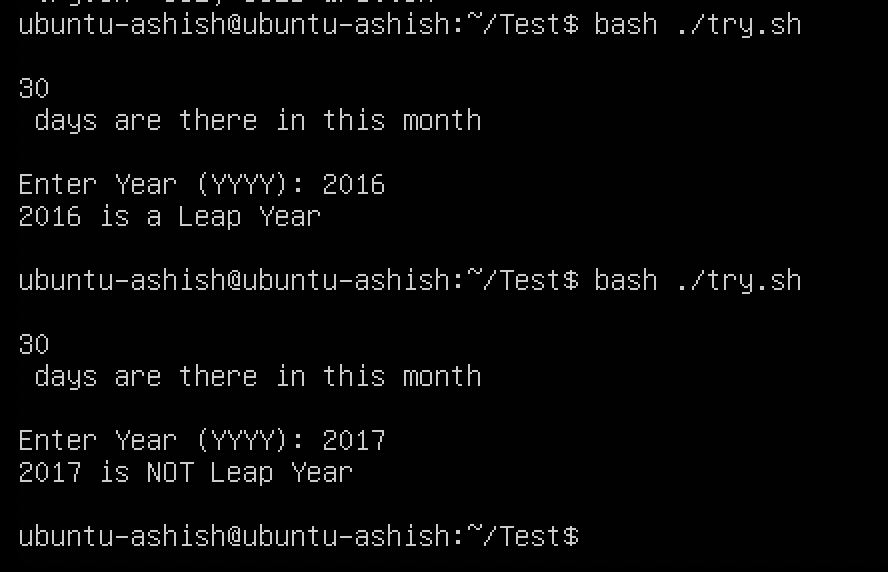 ubuntu-ashish@ubuntu-ashish:~/Test$ bash ./try.sh
30
 days are there in this month
Enter Year (YYYY): 2016
2016 is a Leap Year
ubuntu-ashish@ubuntu-ashish:~/Test$ bash ./try.sh
30
 days are there in this month
Enter Year (YYYY): 2017
2017 is NOT Leap Year
ubuntu-ashish@ubuntu-ashish:~/Test$